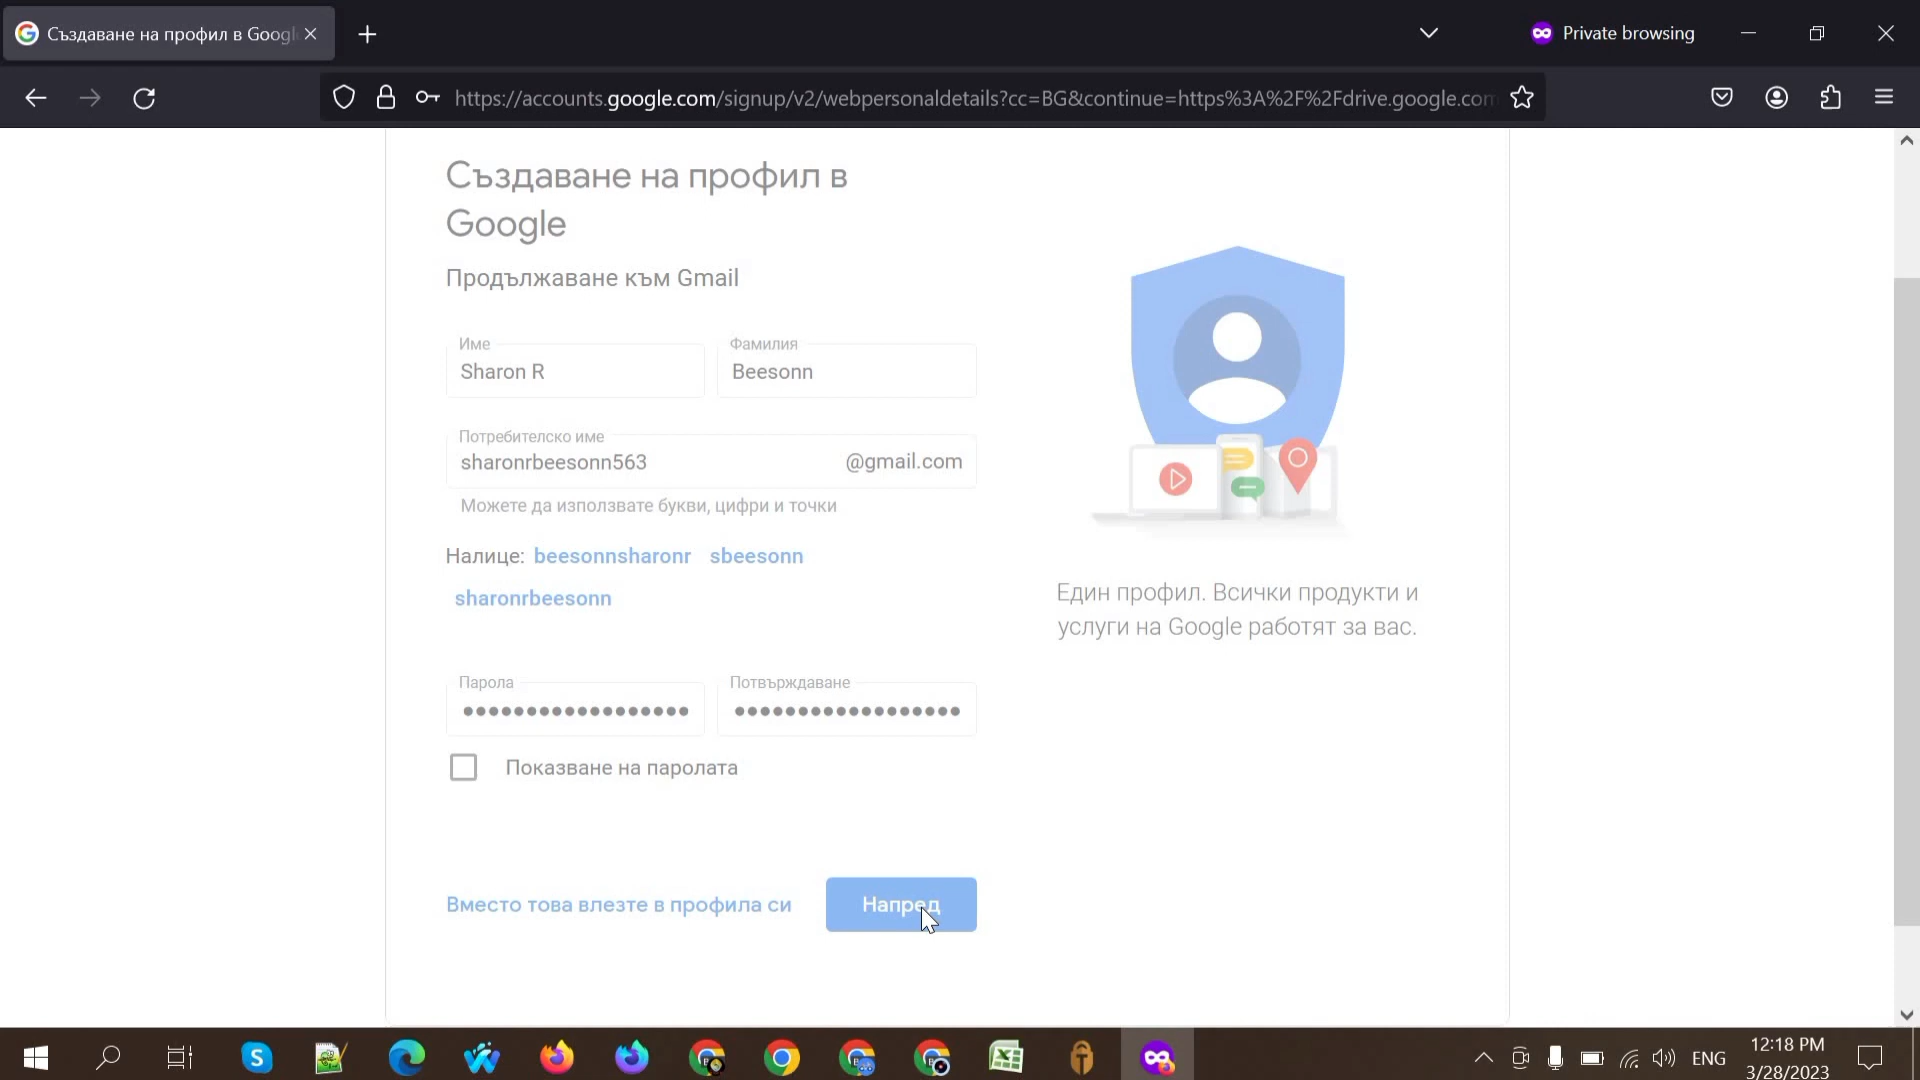 Създаване на профил в Googl
Private browsing
https://accounts.google.com/signup/v2/webpersonaldetails?cc=BG&continue=https%3A%2F%2Fdrive.google.com
Създаване на профил в
Google
Продължаване към Gmail
Име
Фамилия
Sharon R
Beesonn
Потребителско име
sharonrbeesonn563
@gmail.com
Можете да използвате букви, цифри и точки
Налице: beesonnsharonr sbeesonn
sharonrbeesonn
Един профил. Всички продукти и
услуги на Google работят за вас.
Парола
Потвърждаване
Показване на паролата
Вместо това влезте в профила си
Напред
ENG
12:18 PM
3/28/2023